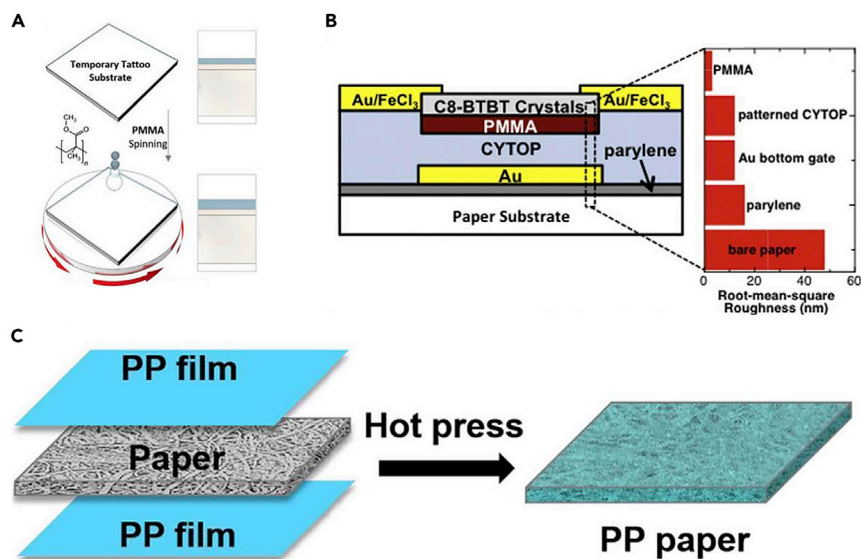 A
Temporary Tattoo
Substrate
O
CH3
O
CH3
n
PMMA
Spinning
B
Au/FeCl3
C8-BTBT Crystals
Au/FeCl3
PMMA
CYTOP
parylene
Au
Paper Substrate
PMMA
patterned CYTOP
Au bottom gate
parylene
bare paper
0 20 40 60
Root-mean-square
Roughness (nm)
C
PP film
Paper
PP film
Hot press
PP paper